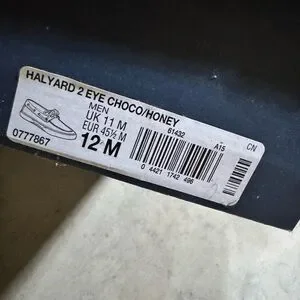 HALYARD 2 EYE CHOCO/HONEY
MEN
UK 11 M
EUR 45½ M
12 M
0777867
61432
A15
CN
0 4421 1742 496